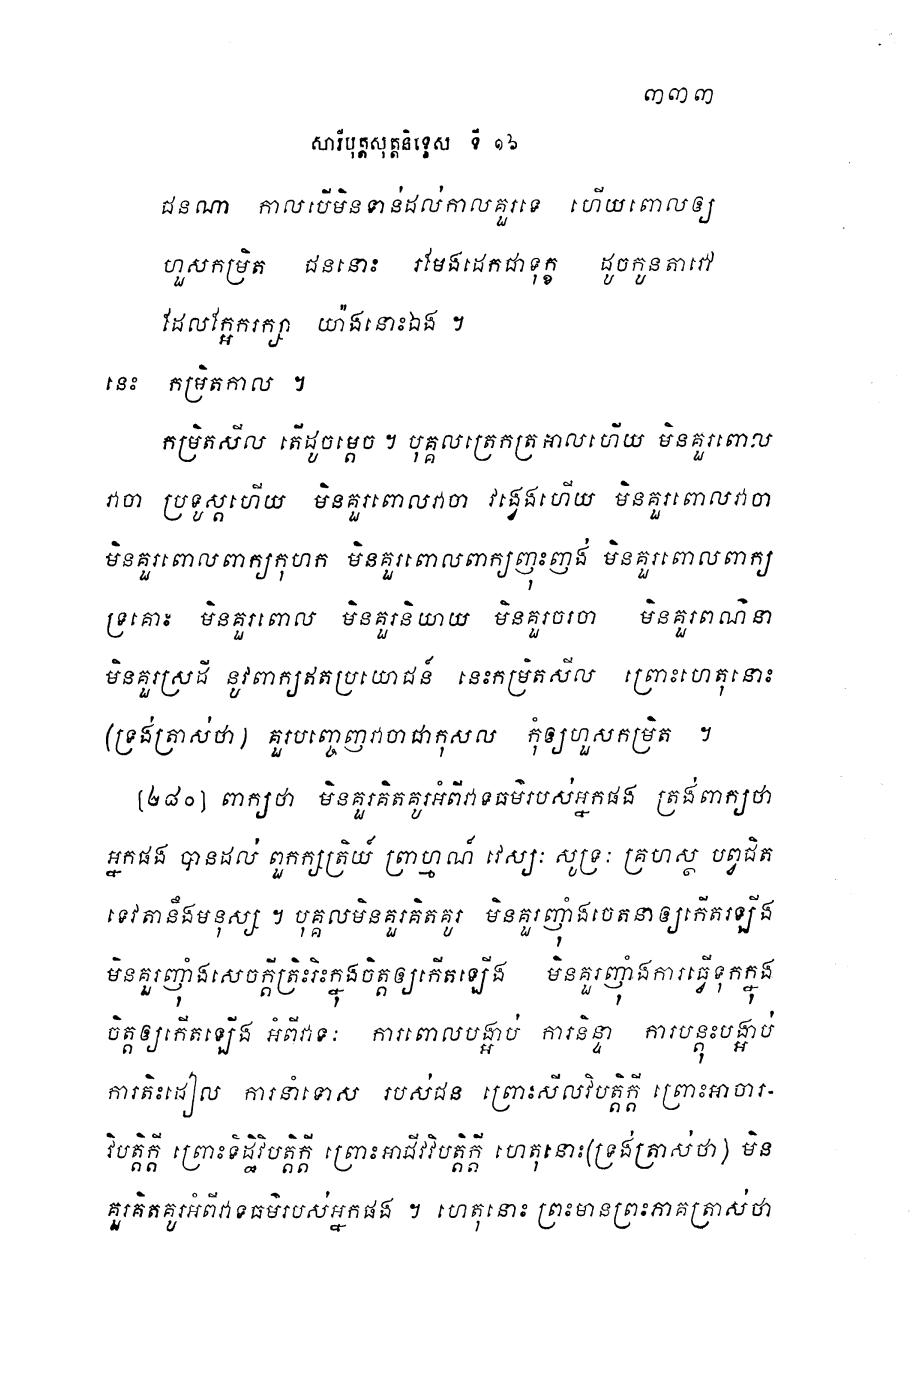 ៣៣៣
សារីបុត្តសុត្តនិទ្ទេស ទី ១៦
ជនណា កាលបើមិនទាន់ដល់កាលគួរទេ ហើយពោលឲ្យ
ហួសកម្រិត ជននោះ រមែងដេកជាទុក្ខ ដូចកូនតាវៅ
ដែលក្អែករក្សា យ៉ាងនោះឯង ។
នេះ កម្រិតកាល ។
កម្រិតសីល តើដូចម្តេច ។ បុគ្គលត្រេកត្រអាលហើយ មិនគួរពោល
វាចា ប្រទូស្តហើយ មិនគួរពោលវាចា វង្វេងហើយ មិនគួរពោលវាចា
មិនគួរពោលពាក្យកុហក មិនគួរពោលពាក្យញុះញង់ មិនគួរពោលពាក្យ
ទ្រគោះ មិនគួរពោល មិនគួរនិយាយ មិនគួរចរចា មិនគួរពណ៌នា
មិនគួរស្រដី នូវពាក្យឥតប្រយោជន៍ នេះកម្រិតសីល ព្រោះហេតុនោះ
(ទ្រង់ត្រាស់ថា) គួរបញ្ចេញវាចាជាកុសល កុំឲ្យហួសកម្រិត ។
[២៨០] ពាក្យថា មិនគួរគិតគូរអំពីវាទធម៌របស់អ្នកផង ត្រង់ពាក្យថា
អ្នកផង បានដល់ ពួកក្សត្រិយ៍ ព្រាហ្មណ៍ វេស្សៈ សូទ្រៈ គ្រហស្ថ បព្វជិត
ទេវតានឹងមនុស្ស ។ បុគ្គលមិនគួរគិតគូរ មិនគួរញ៉ាំងចេតនាឲ្យកើតឡើង
មិនគួរញ៉ាំងសេចក្តីត្រិះរិះក្នុងចិត្តឲ្យកើតឡើង មិនគួរញ៉ាំងការធ្វើទុកក្នុង
ចិត្តឲ្យកើតឡើង អំពីវាទៈ ការពោលបង្អាប់ ការនិន្ទា ការបន្តុះបង្អាប់
ការតិះដៀល ការនាំទោស របស់ជន ព្រោះសីលវិបត្តិក្តី ព្រោះអាចារ-
វិបត្តិក្តី ព្រោះទិដ្ឋិវិបត្តិក្តី ព្រោះអាជីវវិបត្តិក្តី ហេតុនោះ(ទ្រង់ត្រាស់ថា) មិន
គួរគិតគូរអំពីវាទធម៌របស់អ្នកផង ។ ហេតុនោះ ព្រះមានព្រះភាគត្រាស់ថា